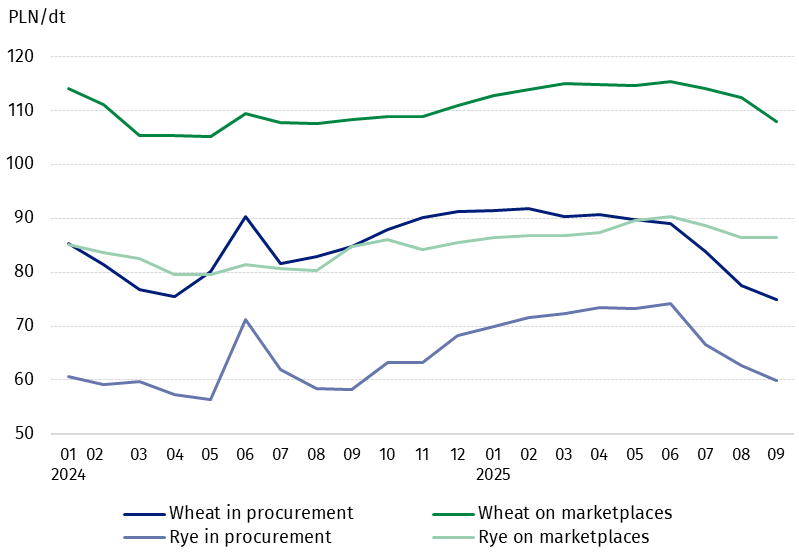 PLN/dt
120
110
100
90
80
70
60
50
01 02 03 04 05 06 07 08 09 10 11 12 01 02 03 04 05 06 07 08 09
2024 2025
Wheat in procurement Wheat on marketplaces
Rye in procurement Rye on marketplaces